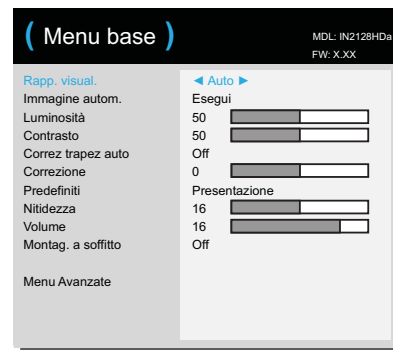 ( Menu base )
MDL: IN2128HDa
FW: X.XX
Rapp. visual. ◄ Auto ►
Immagine autom. Esegui
Luminosità 50
Contrasto 50
Correz trapez auto Off
Correzione 0
Predefiniti Presentazione
Nitidezza 16
Volume 16
Montag. a soffitto Off
Menu Avanzate